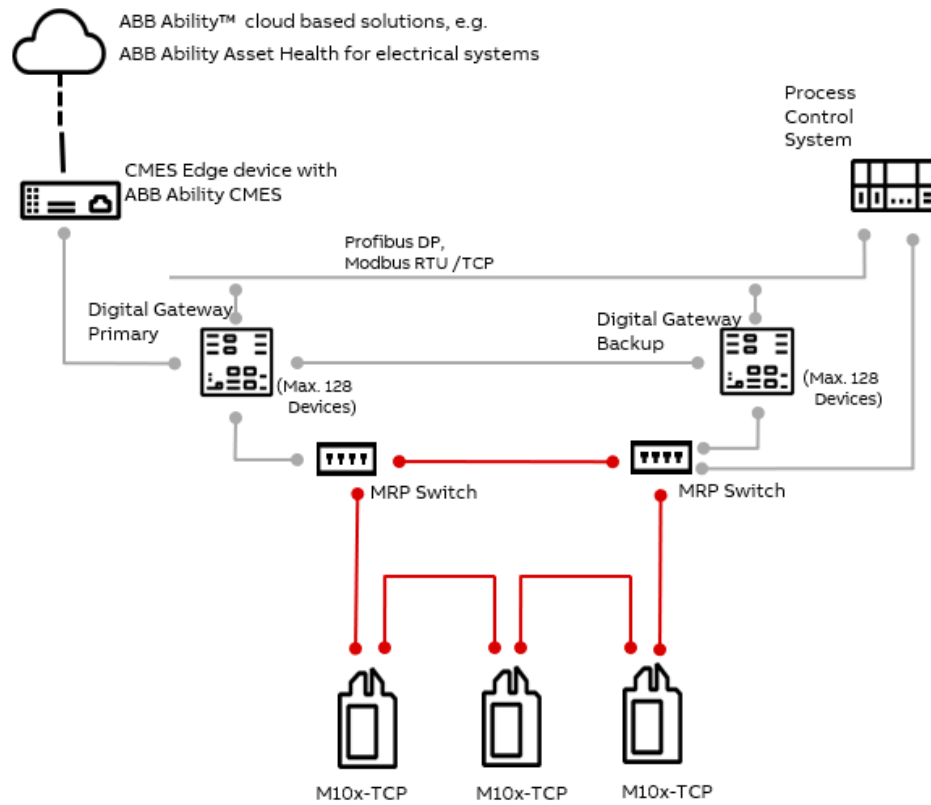 ABB Ability™ cloud based solutions, e.g.
ABB Ability Asset Health for electrical systems
Process
Control
System
CMES Edge device with
ABB Ability CMES
Profibus DP,
Modbus RTU /TCP
Digital Gateway
Primary
(Max. 128
Devices)
Digital Gateway
Backup
(Max. 128
Devices)
MRP Switch
MRP Switch
M10x-TCP
M10x-TCP
M10x-TCP